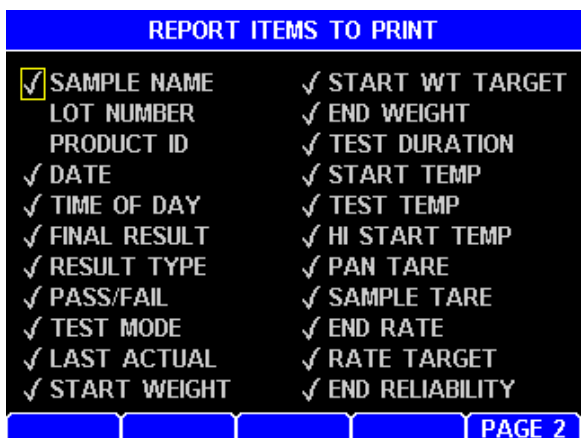 REPORT ITEMS TO PRINT
√ SAMPLE NAME
LOT NUMBER
PRODUCT ID
√ DATE
√ TIME OF DAY
√ FINAL RESULT
√ RESULT TYPE
√ PASS/FAIL
√ TEST MODE
√ LAST ACTUAL
√ START WEIGHT
√ START WT TARGET
√ END WEIGHT
√ TEST DURATION
√ START TEMP
√ TEST TEMP
√ HI START TEMP
√ PAN TARE
√ SAMPLE TARE
√ END RATE
√ RATE TARGET
√ END RELIABILITY
PAGE 2